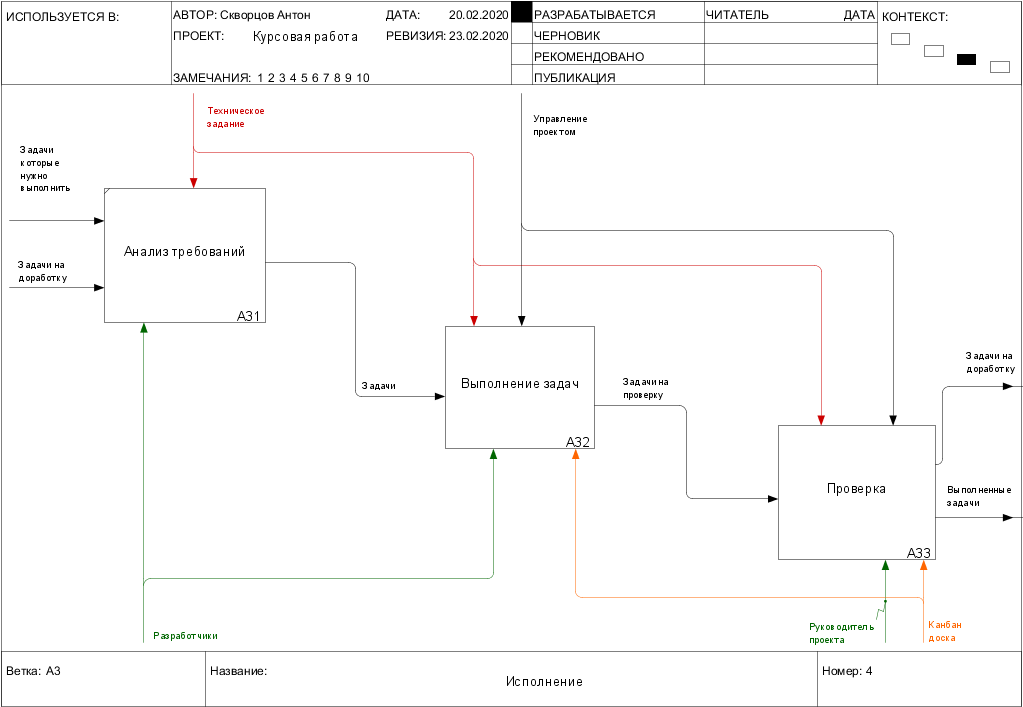 ИСПОЛЬЗУЕТСЯ В:
АВТОР: Скворцов Антон
ДАТА: 20.02.2020
ПРОЕКТ: Курсовая работа
РЕВИЗИЯ: 23.02.2020
ЗАМЕЧАНИЯ: 1 2 3 4 5 6 7 8 9 10
РАЗРАБАТЫВАЕТСЯ
ЧЕРНОВИК
РЕКОМЕНДОВАНО
ПУБЛИКАЦИЯ
ЧИТАТЕЛЬ
ДАТА
КОНТЕКСТ:
Техническое
задание
Управление
проектом
Задачи
которые
нужно
выполнить
Задачи на
доработку
Анализ требований
A31
Задачи
Выполнение задач
A32
Задачи на
проверку
Задачи на
доработку
Проверка
A33
Выполненные
задачи
Разработчики
Руководитель
проекта
Канбан
доска
Ветка: A3
Название:
Исполнение
Номер: 4